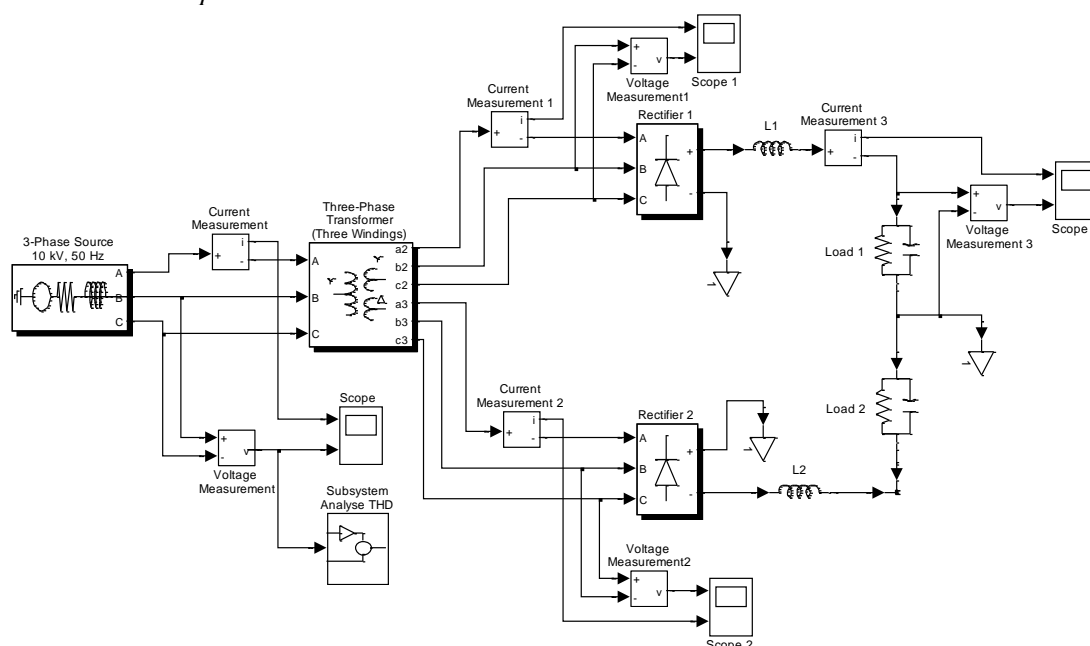 Current
Measurement 1
i
+
-
+
-
v
Voltage
Measurement1
Scope 1
Rectifier 1
A
B
C
+
-
L1
Current
Measurement 3
i
+
-
+
-
v
Voltage
Measurement 3
Scope
Load 1
3-Phase Source
10 kV, 50 Hz
A
B
C
Current
Measurement
i
+
-
Three-Phase
Transformer
(Three Windings)
A
B
C
a2
b2
c2
a3
b3
c3
Scope
+
-
v
Voltage
Measurement
Subsystem
Analyse THD
Current
Measurement 2
i
+
-
Rectifier 2
A
B
C
+
-
L2
Load 2
Voltage
Measurement2
+
-
v
Scope 2